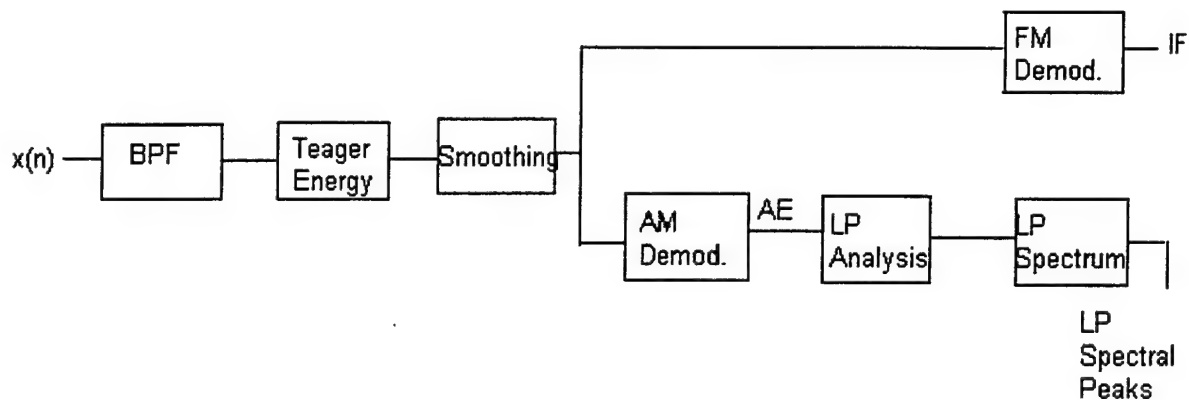 x(n)
BPF
Teager
Energy
Smoothing
FM
Demod.
IF
AM
Demod.
AE
LP
Analysis
LP
Spectrum
LP
Spectral
Peaks